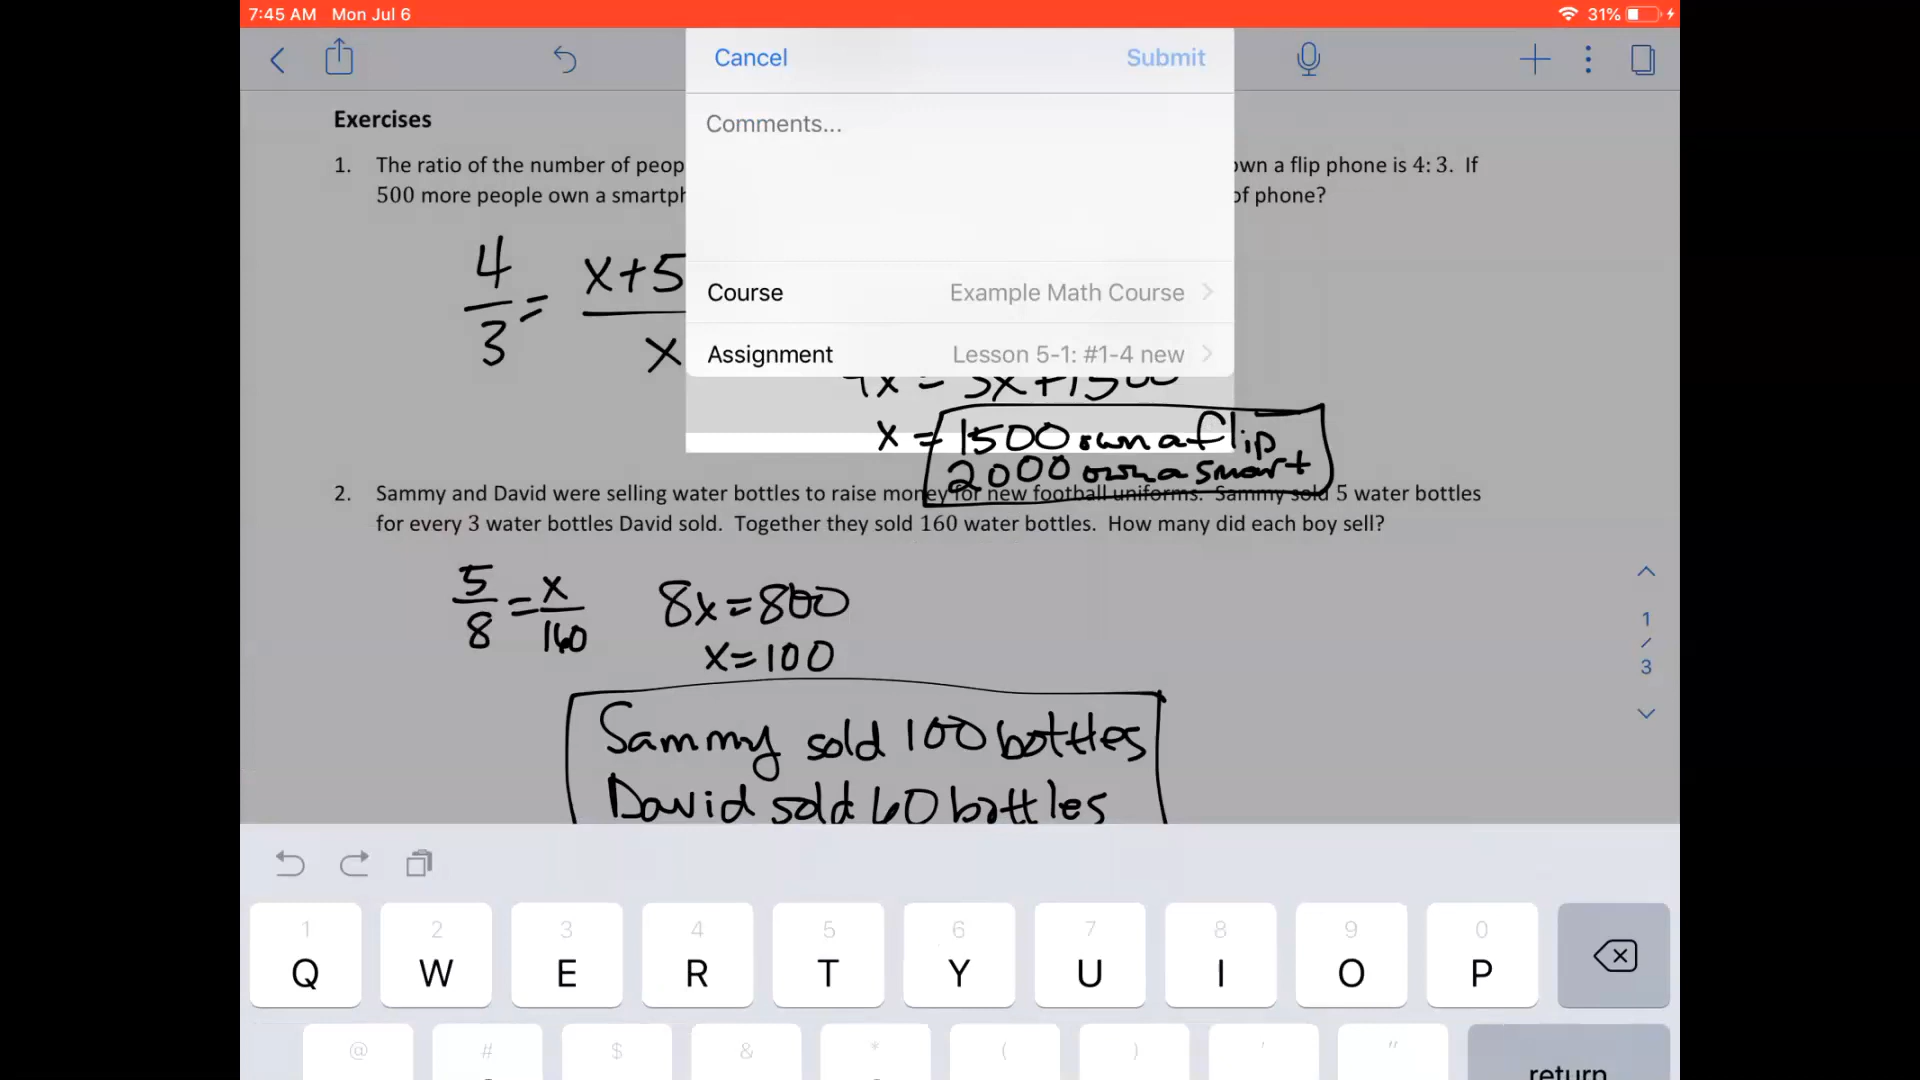 7:45 AM Mon Jul 6
31%
Cancel
Submit
Comments...
Course
Example Math Course
Assignment
Lesson 5-1: #1-4 new
Exercises
1. The ratio of the number of peop
wn a flip phone is 4: 3. If
500 more people own a smartph
of phone?
4/3 = x+5
x
4x = 3x+1500
x = 1500 own a flip
2000 own a smart
2. Sammy and David were selling water bottles to raise money for new football uniforms. Sammy sold 5 water bottles
for every 3 water bottles David sold. Together they sold 160 water bottles. How many did each boy sell?
5/8 = x/160
8x=800
x=100
Sammy sold 100 bottles
David sold 60 bottles
1
/
3
1 2 3 4 5 6 7 8 9 0
Q W E R T Y U I O P
@ # $ & * ( ) ' "
return